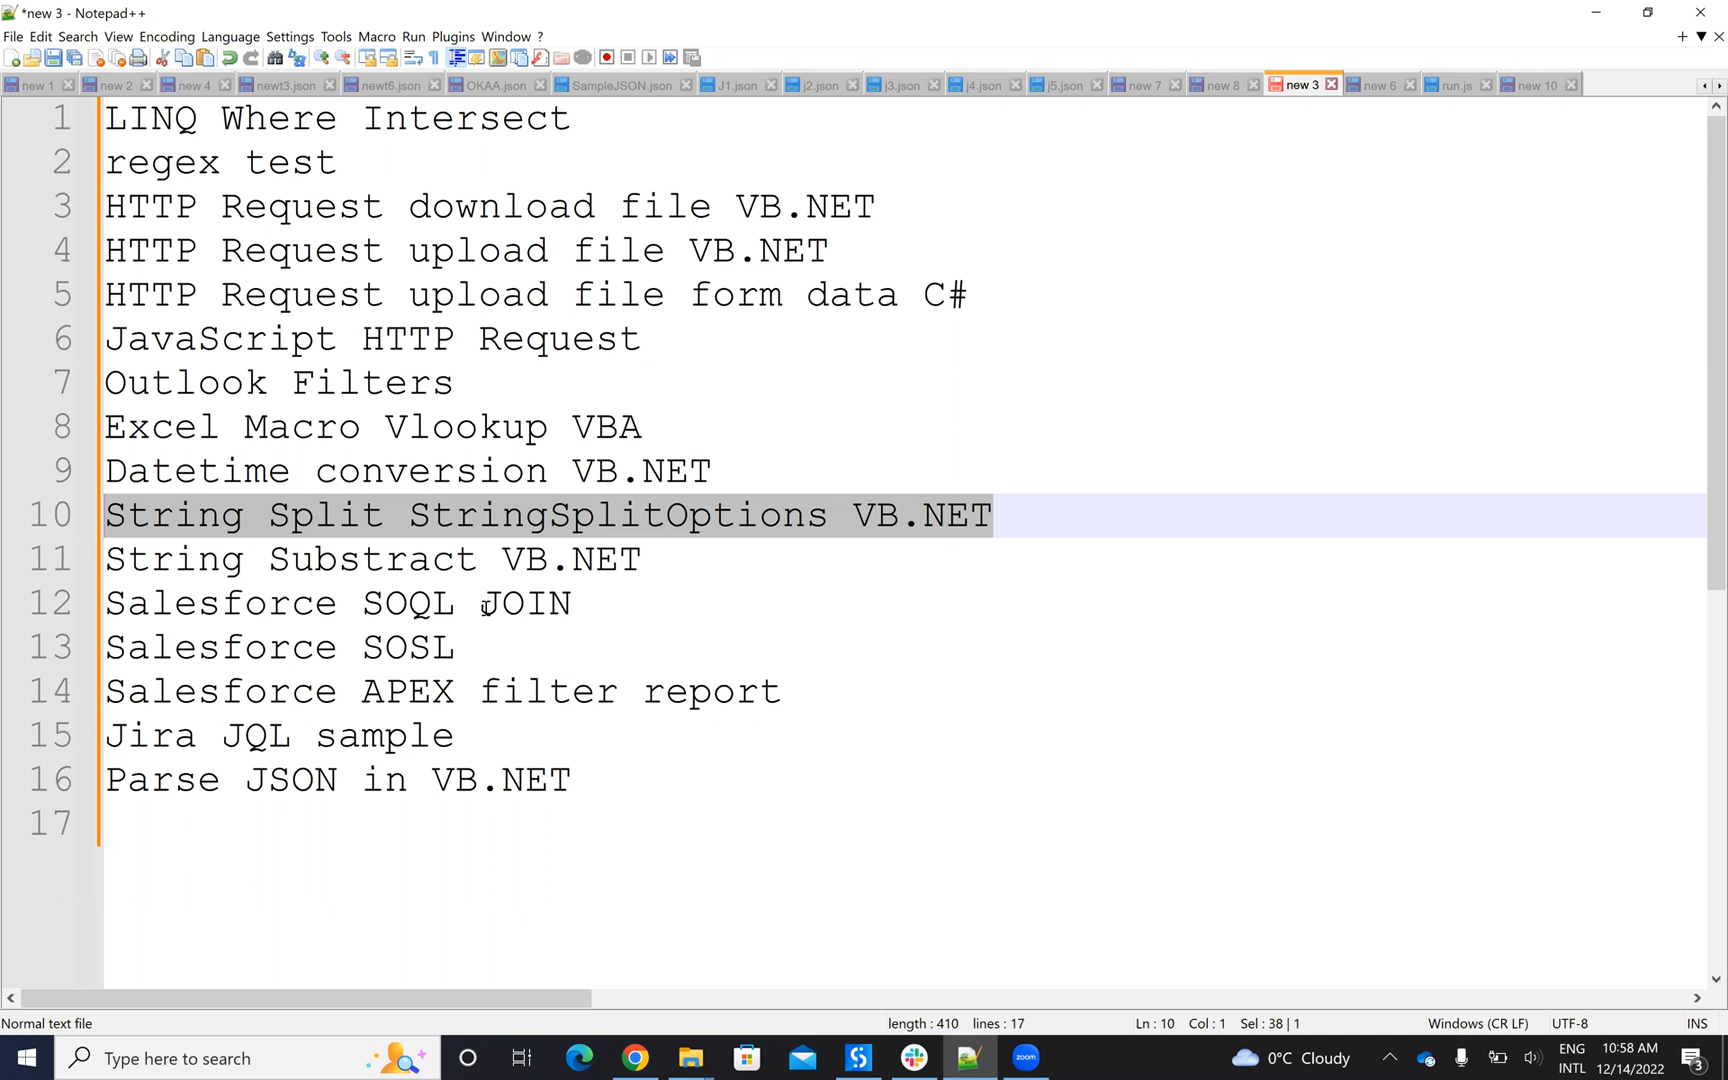 *new 3 - Notepad++
File Edit Search View Encoding Language Settings Tools Macro Run Plugins Window ?
new 1 new 2 new 4 newt3.json newt6.json OKAA.json SampleJSON.json J1.json j2.json j3.json j4.json j5.json new 7 new 8 new 3 new 6 run.js new 10
1 LINQ Where Intersect
2 regex test
3 HTTP Request download file VB.NET
4 HTTP Request upload file VB.NET
5 HTTP Request upload file form data C#
6 JavaScript HTTP Request
7 Outlook Filters
8 Excel Macro Vlookup VBA
9 Datetime conversion VB.NET
10 String Split StringSplitOptions VB.NET
11 String Substract VB.NET
12 Salesforce SOQL JOIN
13 Salesforce SOSL
14 Salesforce APEX filter report
15 Jira JQL sample
16 Parse JSON in VB.NET
17
Normal text file length : 410 lines : 17 Ln : 10 Col : 1 Sel : 38 | 1 Windows (CR LF) UTF-8 INS
Type here to search zoom 0°C Cloudy ENG INTL 10:58 AM 12/14/2022 3